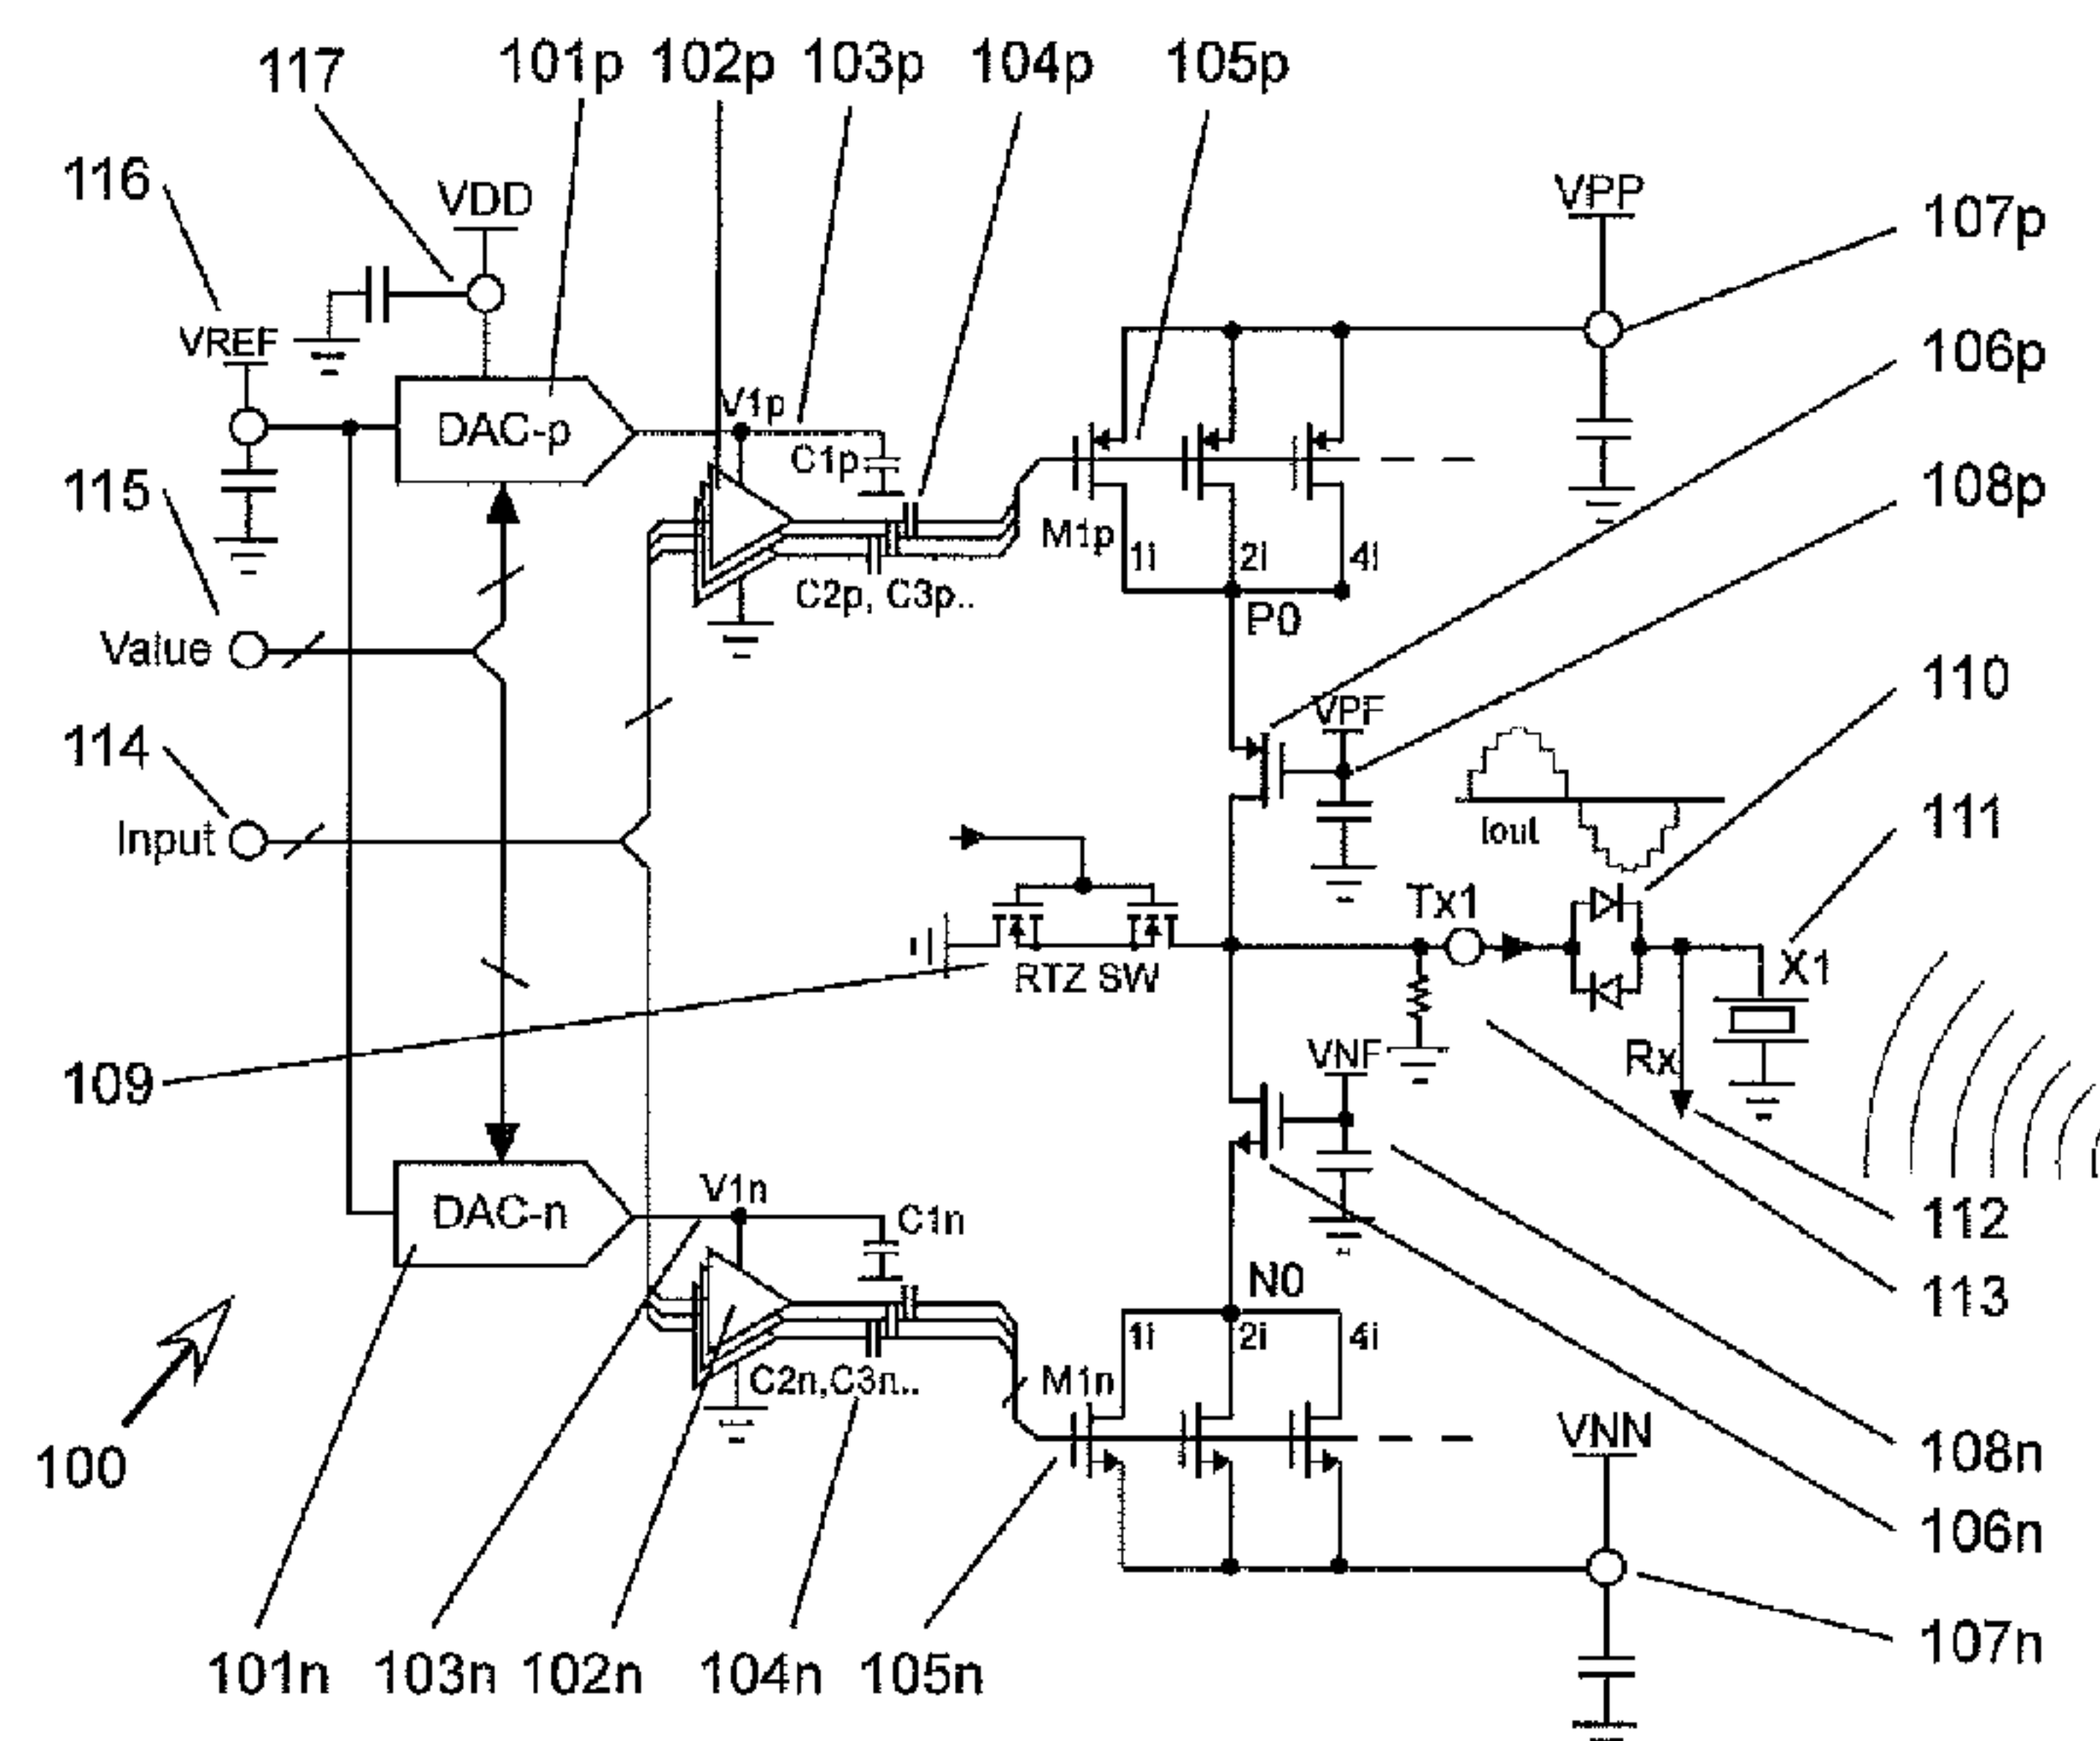 117
101p 102p 103p 104p 105p
116
VDD
VPP
107p
VREF
106p
DAC-p
V1p
C1p
115
108p
M1p
1i
2i
4i
C2p, C3p..
P0
Value
110
VPF
114
Input
Iout
111
Tx1
RTZ SW
X1
109
VNF
Rx
DAC-n
V1n
C1n
112
N0
113
1i
2i
4i
C2n,C3n..
M1n
VNN
108n
100
106n
107n
101n 103n 102n 104n 105n